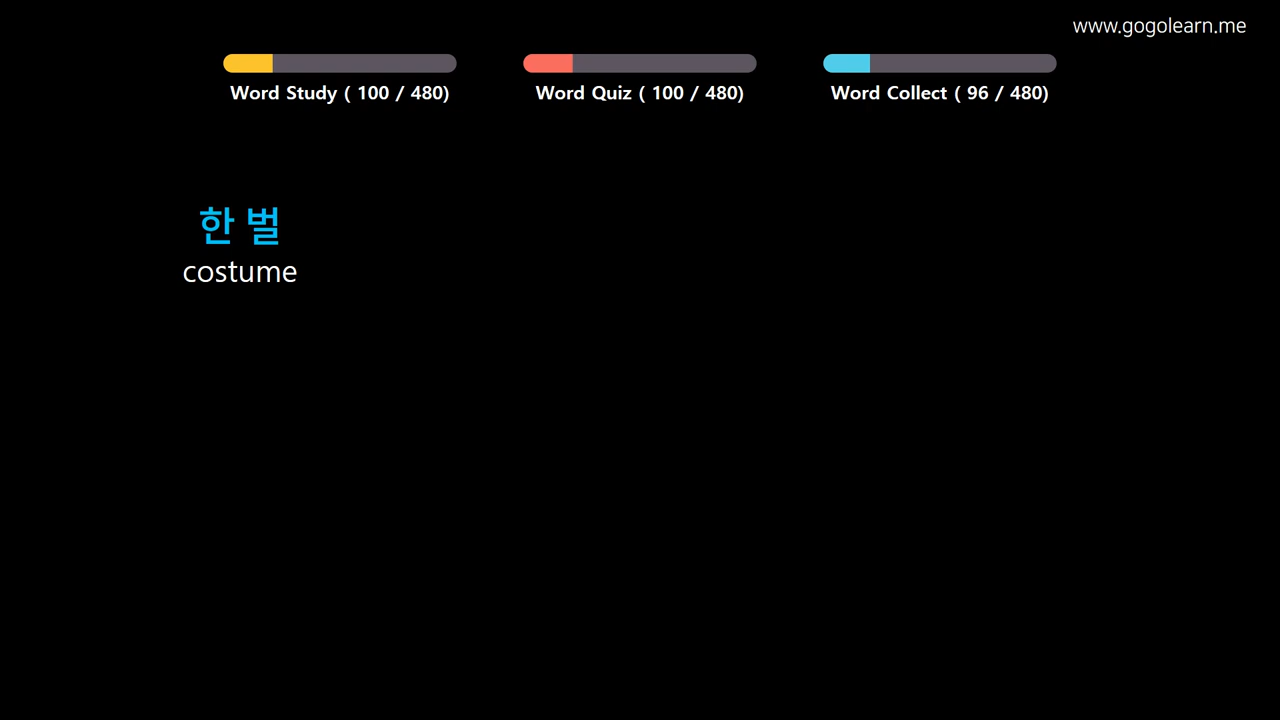 www.gogolearn.me
Word Study ( 100 / 480)
Word Quiz ( 100 / 480)
Word Collect ( 96 / 480)
한 벌
costume